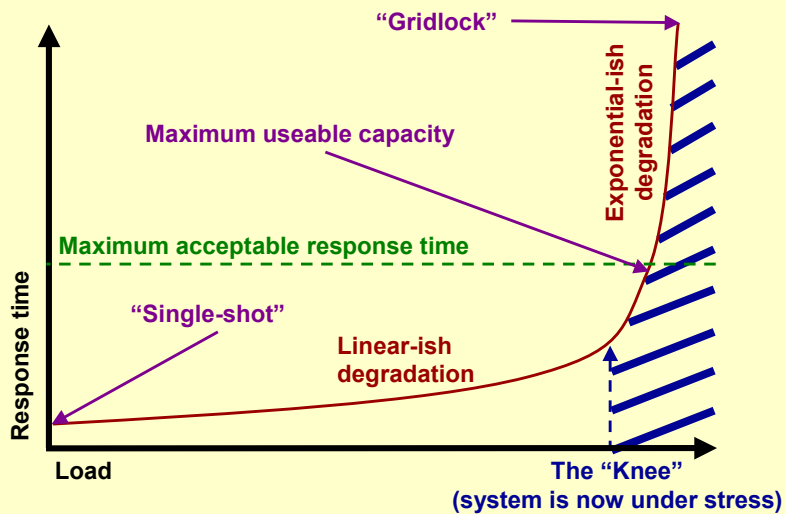 “Gridlock”
Exponential-ish
degradation
Maximum useable capacity
Maximum acceptable response time
“Single-shot”
Linear-ish
degradation
Response time
Load
The “Knee”
(system is now under stress)